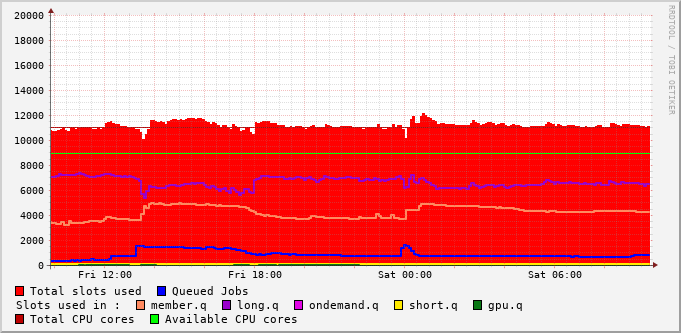 20000
18000
16000
14000
12000
10000
8000
6000
4000
2000
0
Fri 12:00 Fri 18:00 Sat 00:00 Sat 06:00
RRDTOOL / TOBI OETIKER
Total slots used Queued Jobs
Slots used in : member.q long.q ondemand.q short.q gpu.q
Total CPU cores Available CPU cores